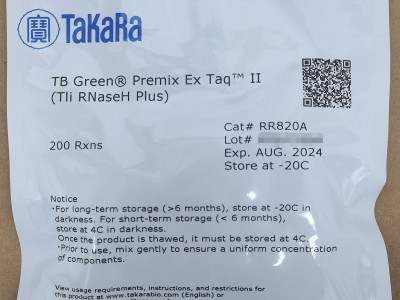 寶 TaKaRa
TB Green® Premix Ex Taq™ II
(Tli RNaseH Plus)
200 Rxns
Cat# RR820A
Lot#
Exp. AUG. 2024
Store at -20C
Notice
・For long-term storage (>6 months), store at -20C in
darkness. For short-term storage (< 6 months),
store at 4C in darkness.
Once the product is thawed, it must be stored at 4C.
・Prior to use, mix gently to ensure a uniform concentration
of components.
View usage requirements, instructions, and restrictions for
this product at www.takarabio.com (English) or